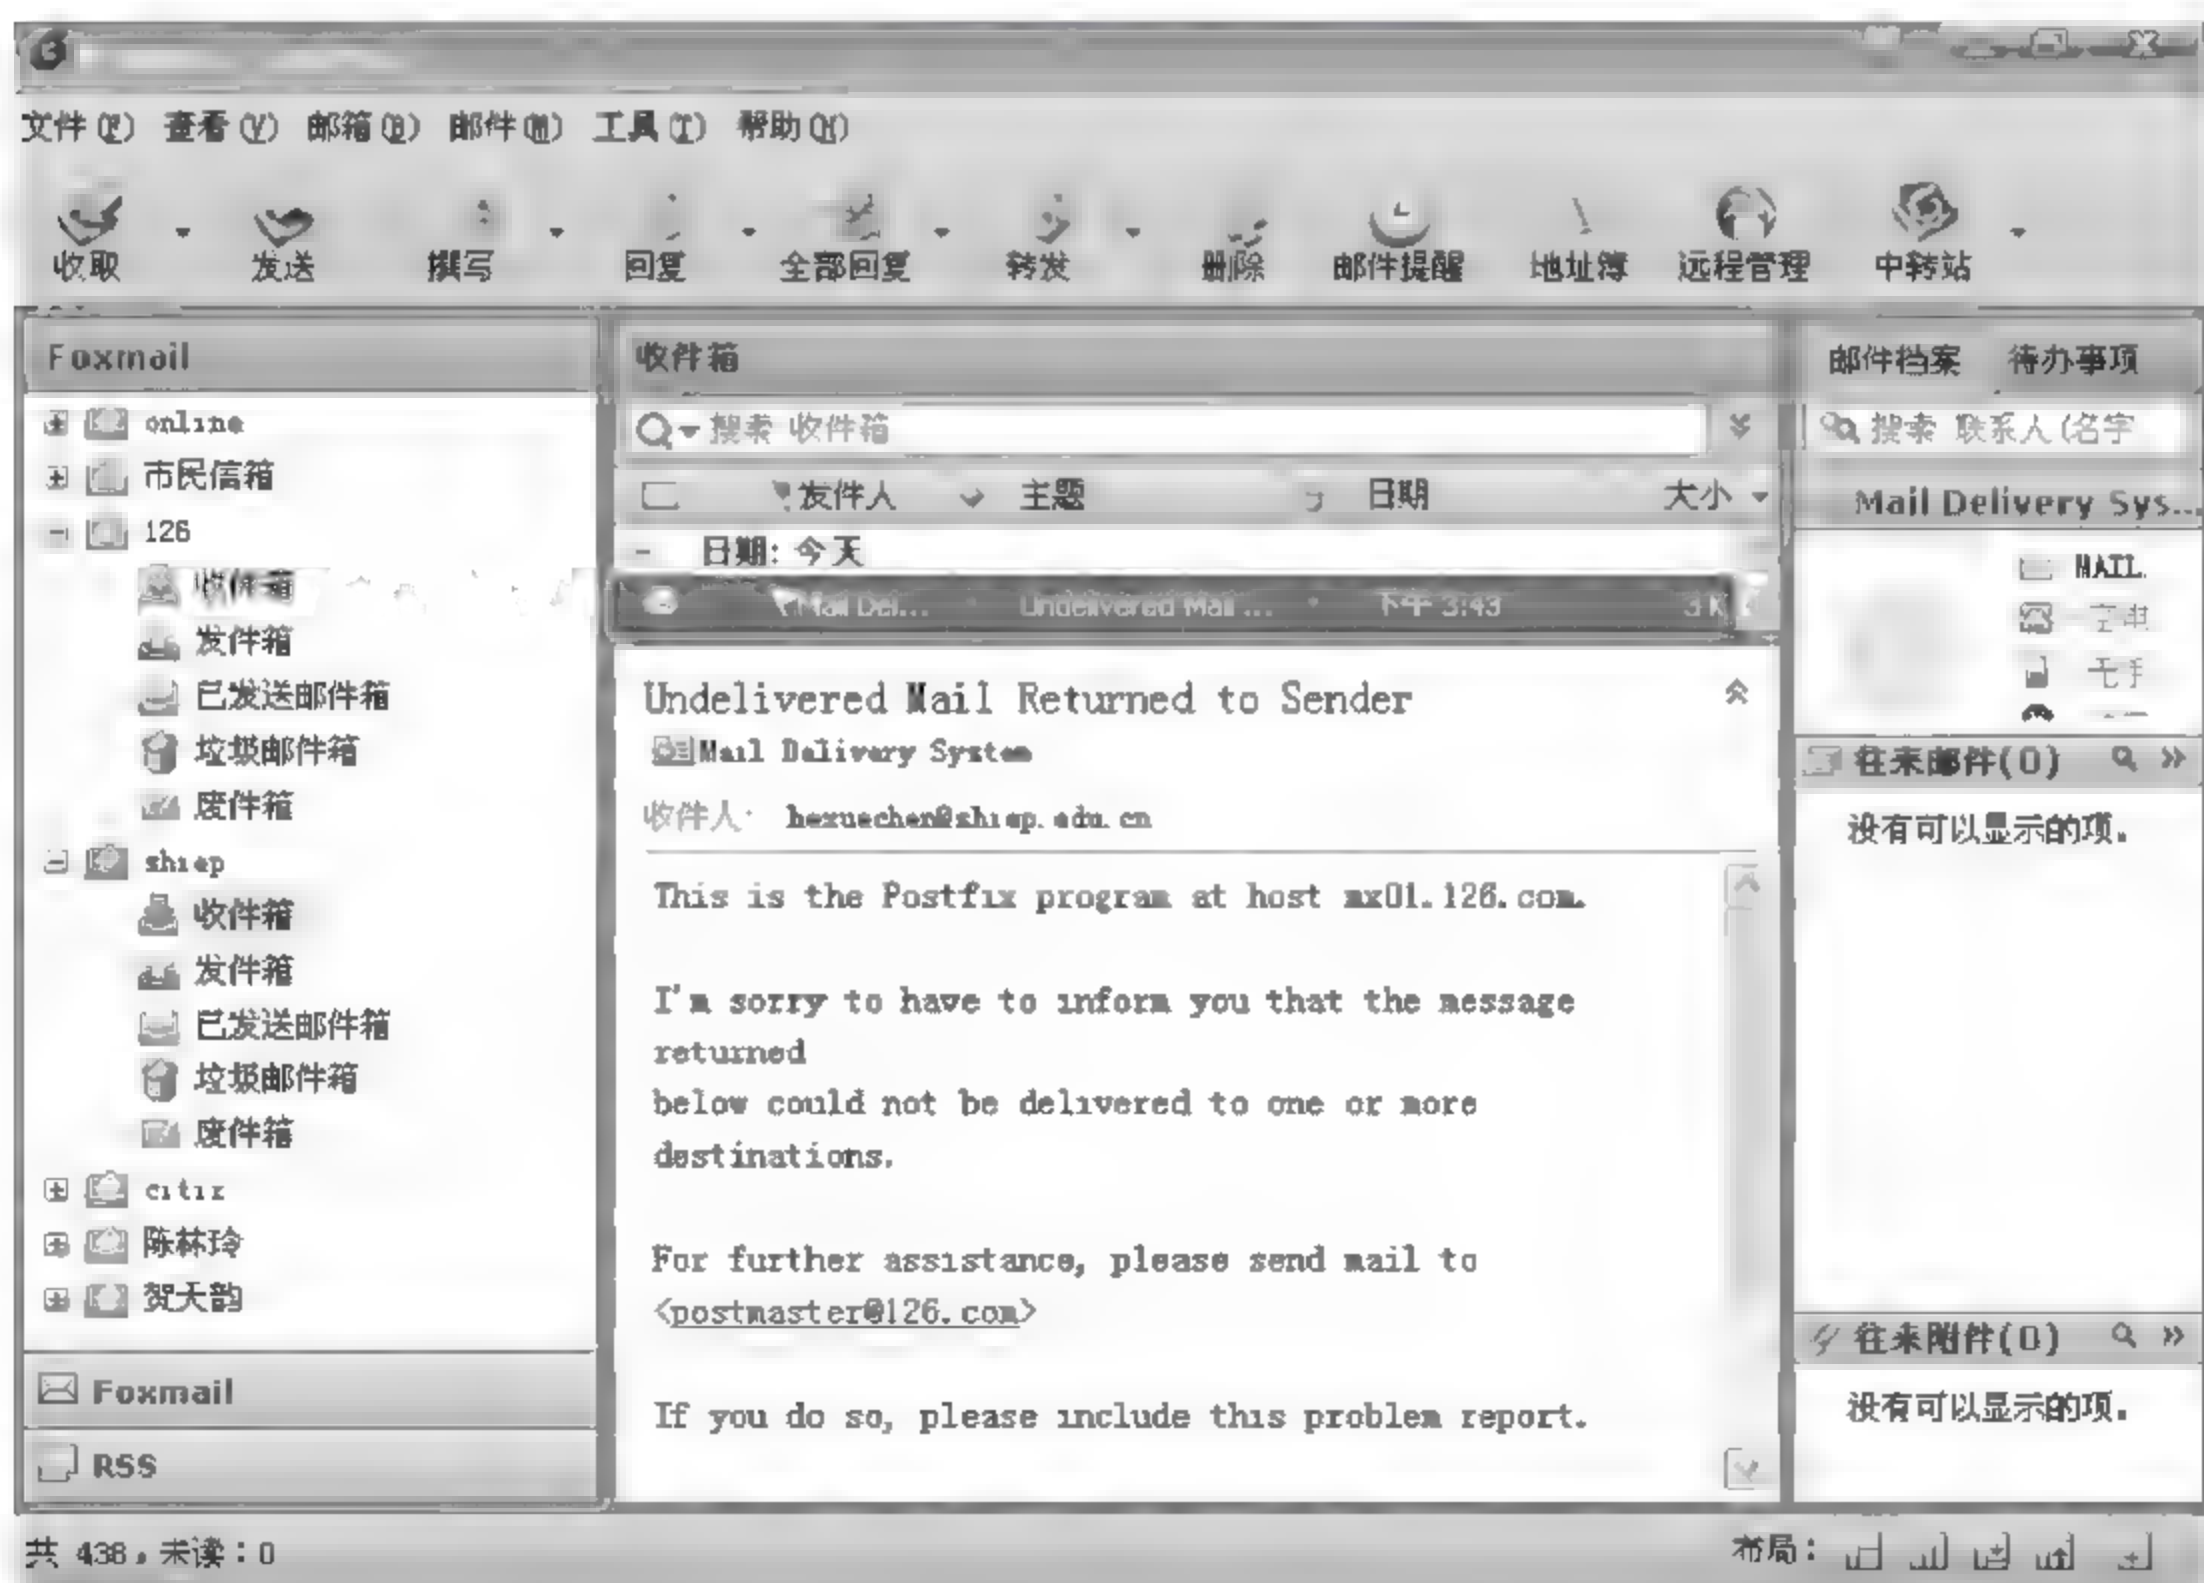 文件(F) 查看(V) 邮箱(B) 邮件(M) 工具(T) 帮助(H)
收取 发送 撰写 回复 全部回复 转发 删除 邮件提醒 地址簿 远程管理 中转站
Foxmail
online
市民信箱
126
收件箱
发件箱
已发送邮件箱
垃圾邮件箱
废件箱
shiep
收件箱
发件箱
已发送邮件箱
垃圾邮件箱
废件箱
citiz
陈林玲
贺天韵
Foxmail
RSS
收件箱
搜索 收件箱
发件人 主题 日期 大小
日期: 今天
Mail Del... Undelivered Mail ... 下午 3:43 3 K
Undelivered Mail Returned to Sender
Mail Delivery System
收件人: hexuechen@shiep.edu.cn
This is the Postfix program at host mx01.126.com.
I'm sorry to have to inform you that the message
returned
below could not be delivered to one or more
destinations.
For further assistance, please send mail to
<postmaster@126.com>
If you do so, please include this problem report.
邮件档案 待办事项
搜索 联系人(名字
Mail Delivery Sys...
MAIL.
往来邮件(0)
没有可以显示的项。
往来附件(0)
没有可以显示的项。
共 438，未读：0
布局：